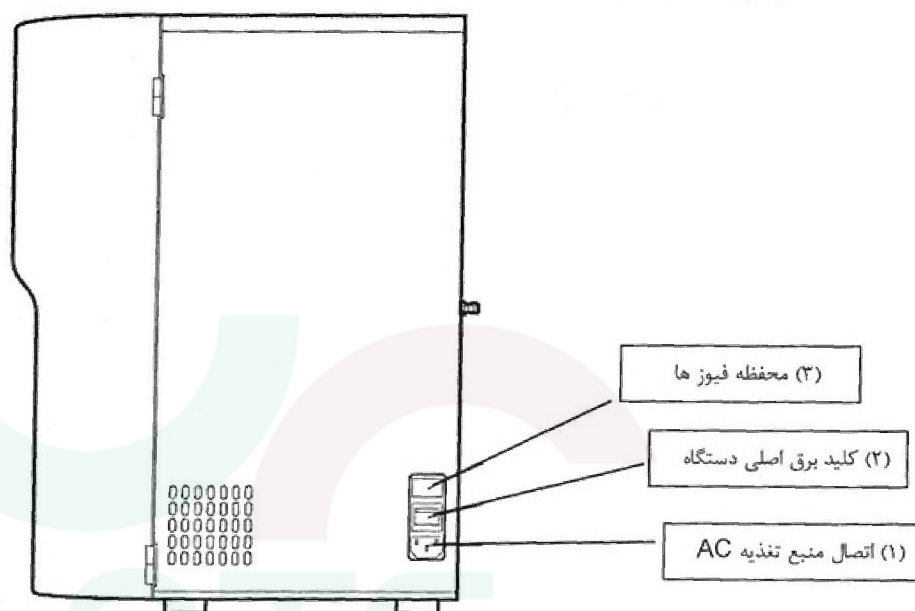 (۳) محفظه فیوز ها
(۲) کلید برق اصلی دستگاه
(۱) اتصال منبع تغذیه AC